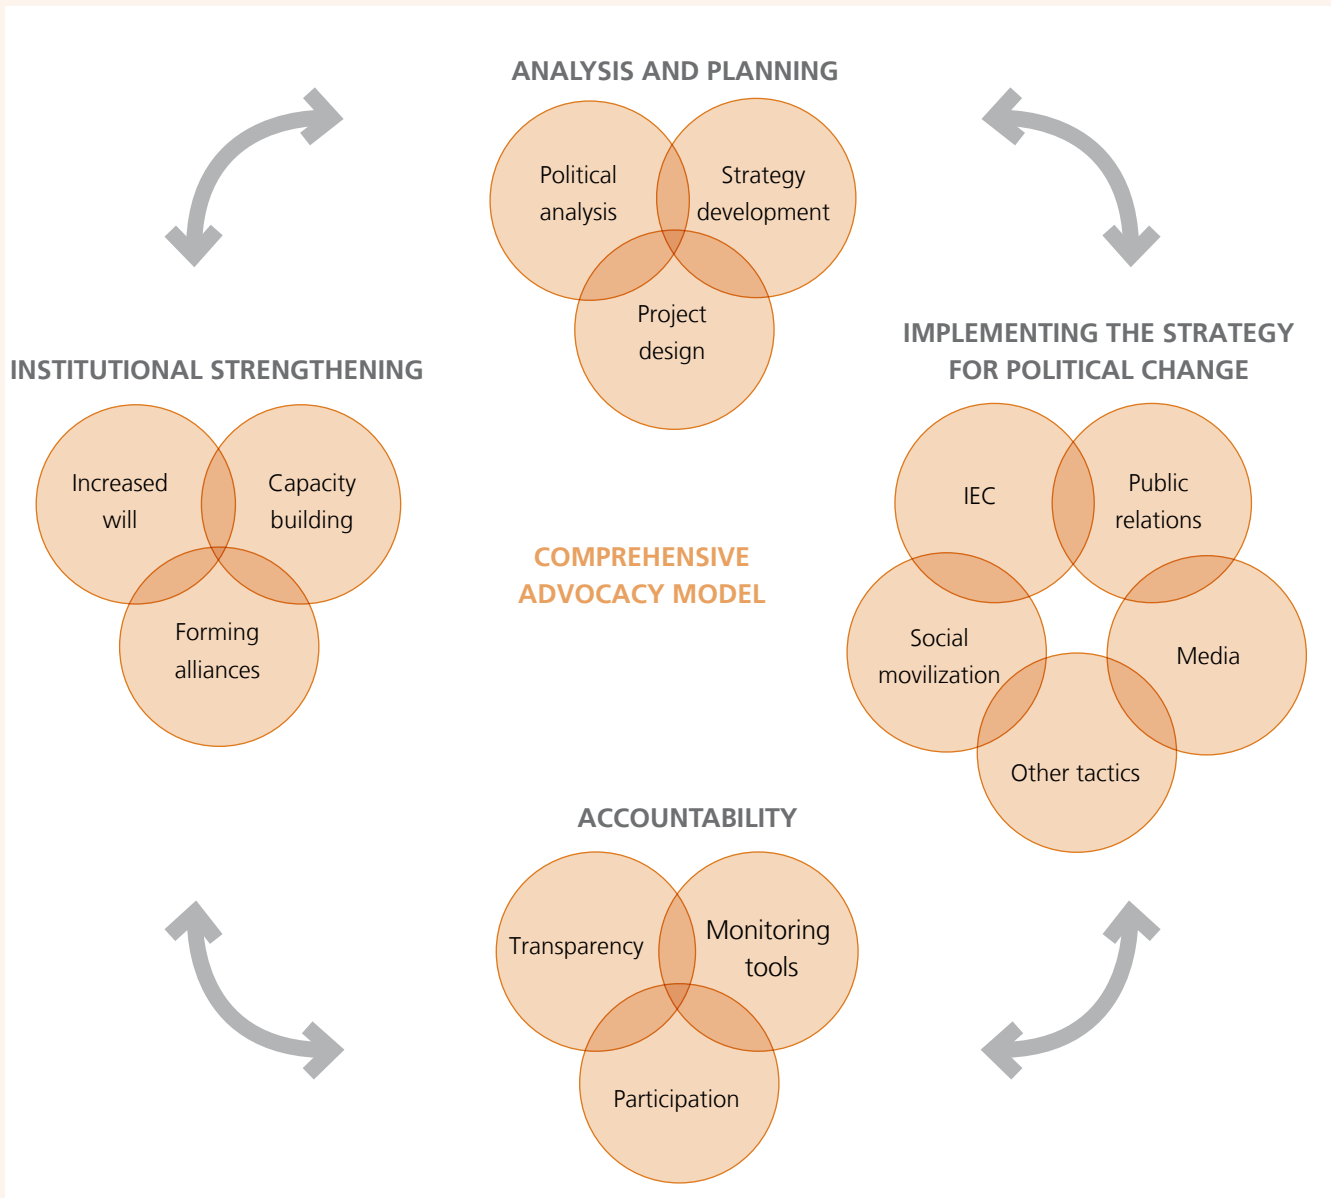 ANALYSIS AND PLANNING
Political
analysis
Strategy
development
Project
design
INSTITUTIONAL STRENGTHENING
Increased
will
Capacity
building
Forming
alliances
COMPREHENSIVE
ADVOCACY MODEL
IMPLEMENTING THE STRATEGY
FOR POLITICAL CHANGE
IEC
Public
relations
Social
movilization
Media
Other tactics
ACCOUNTABILITY
Transparency
Monitoring
tools
Participation